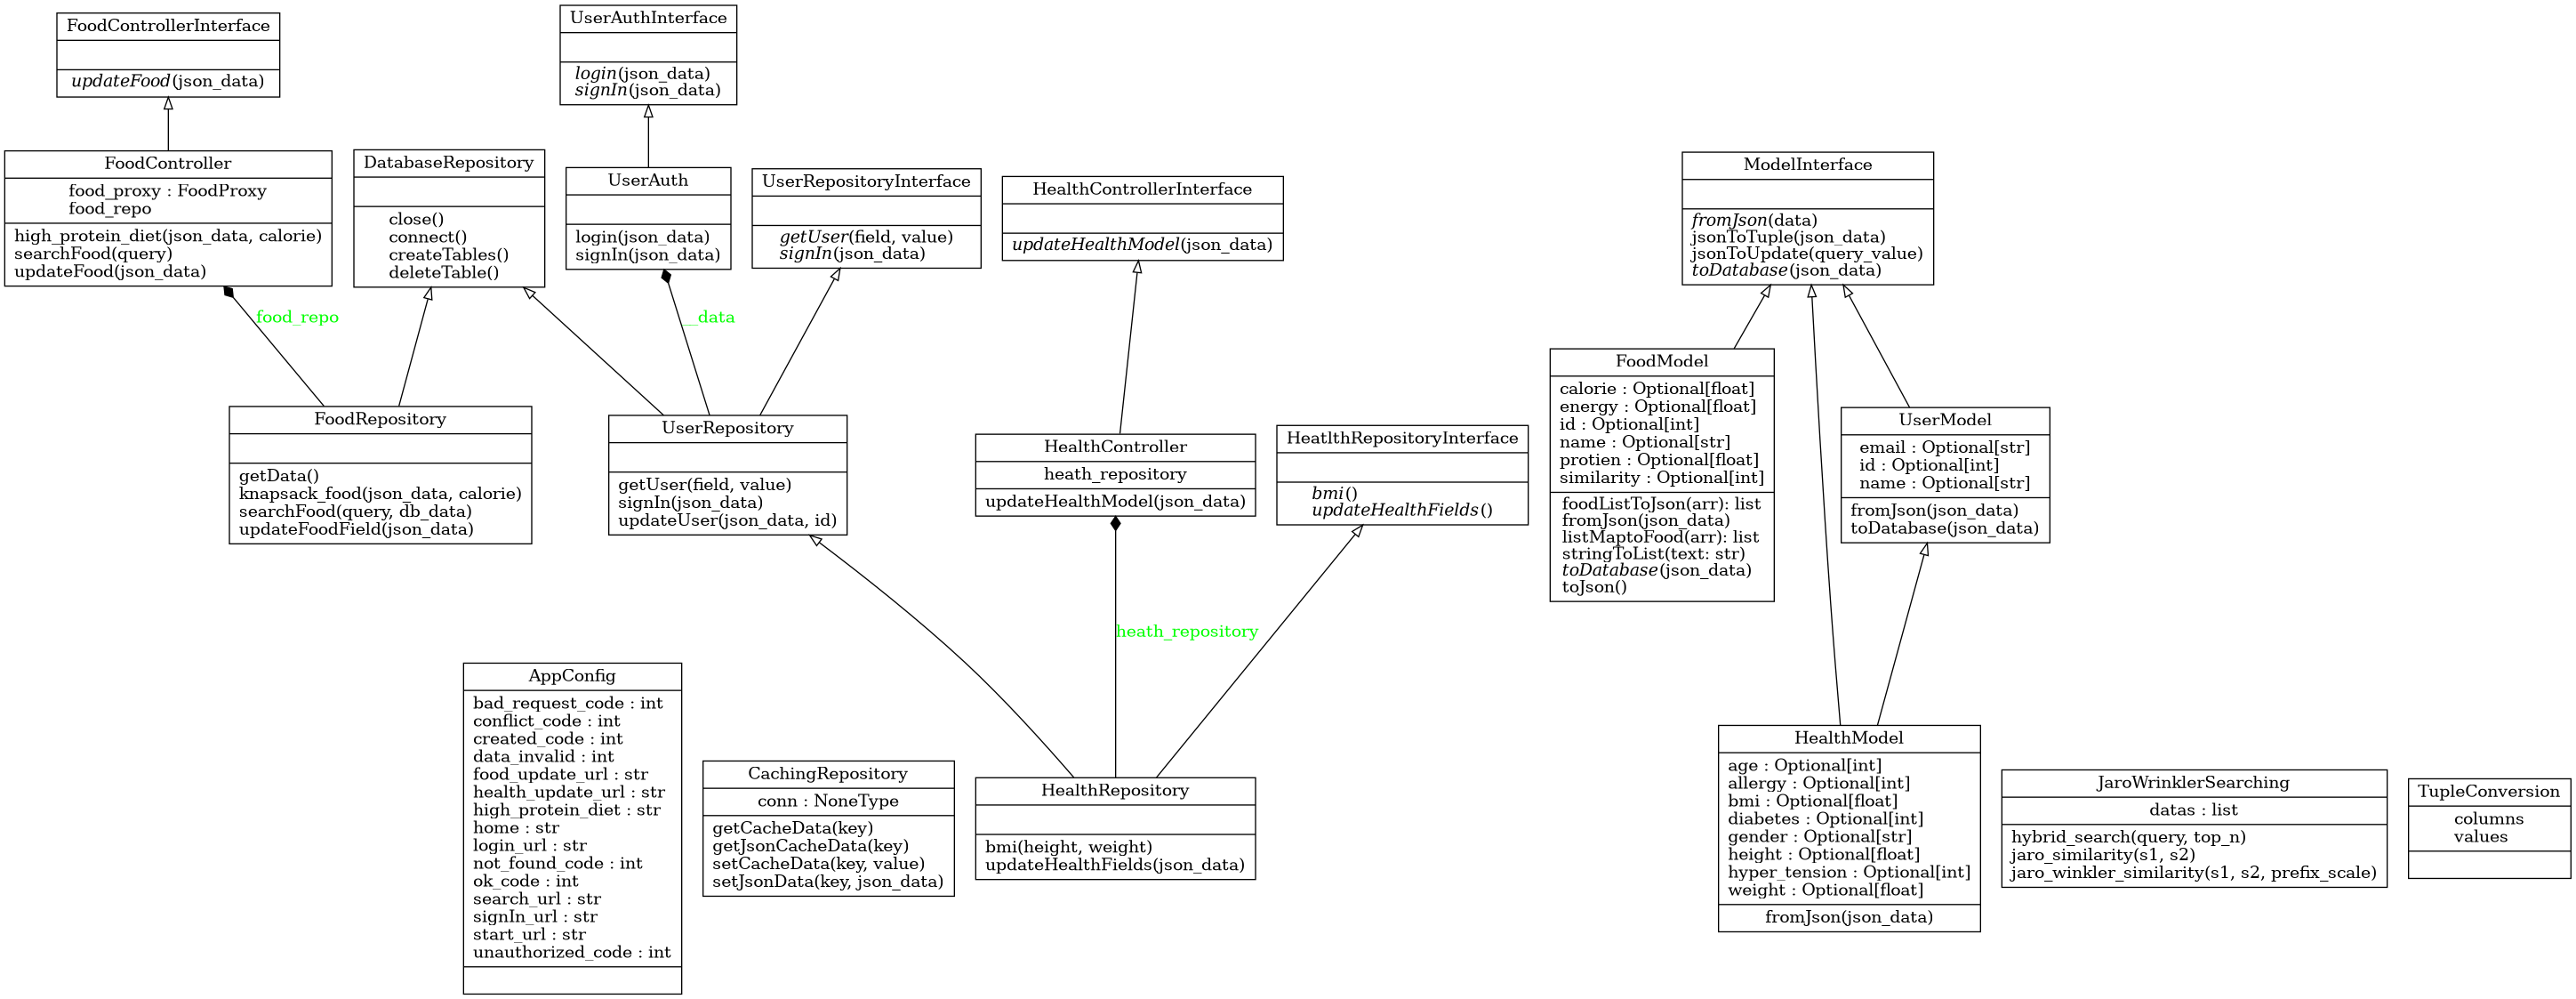 FoodControllerInterface
updateFood(json_data)
UserAuthInterface
login(json_data)
signIn(json_data)
FoodController
food_proxy : FoodProxy
food_repo
high_protein_diet(json_data, calorie)
searchFood(query)
updateFood(json_data)
DatabaseRepository
close()
connect()
createTables()
deleteTable()
UserAuth
login(json_data)
signIn(json_data)
UserRepositoryInterface
getUser(field, value)
signIn(json_data)
HealthControllerInterface
updateHealthModel(json_data)
ModelInterface
fromJson(data)
jsonToTuple(json_data)
jsonToUpdate(query_value)
toDatabase(json_data)
food_repo
__data
FoodRepository
getData()
knapsack_food(json_data, calorie)
searchFood(query, db_data)
updateFoodField(json_data)
UserRepository
getUser(field, value)
signIn(json_data)
updateUser(json_data, id)
HealthController
heath_repository
updateHealthModel(json_data)
HeatlthRepositoryInterface
bmi()
updateHealthFields()
FoodModel
calorie : Optional[float]
energy : Optional[float]
id : Optional[int]
name : Optional[str]
protien : Optional[float]
similarity : Optional[int]
foodListToJson(arr): list
fromJson(json_data)
listMaptoFood(arr): list
stringToList(text: str)
toDatabase(json_data)
toJson()
UserModel
email : Optional[str]
id : Optional[int]
name : Optional[str]
fromJson(json_data)
toDatabase(json_data)
heath_repository
AppConfig
bad_request_code : int
conflict_code : int
created_code : int
data_invalid : int
food_update_url : str
health_update_url : str
high_protein_diet : str
home : str
login_url : str
not_found_code : int
ok_code : int
search_url : str
signIn_url : str
start_url : str
unauthorized_code : int
CachingRepository
conn : NoneType
getCacheData(key)
getJsonCacheData(key)
setCacheData(key, value)
setJsonData(key, json_data)
HealthRepository
bmi(height, weight)
updateHealthFields(json_data)
HealthModel
age : Optional[int]
allergy : Optional[int]
bmi : Optional[float]
diabetes : Optional[int]
gender : Optional[str]
height : Optional[float]
hyper_tension : Optional[int]
weight : Optional[float]
fromJson(json_data)
JaroWrinklerSearching
datas : list
hybrid_search(query, top_n)
jaro_similarity(s1, s2)
jaro_winkler_similarity(s1, s2, prefix_scale)
TupleConversion
columns
values